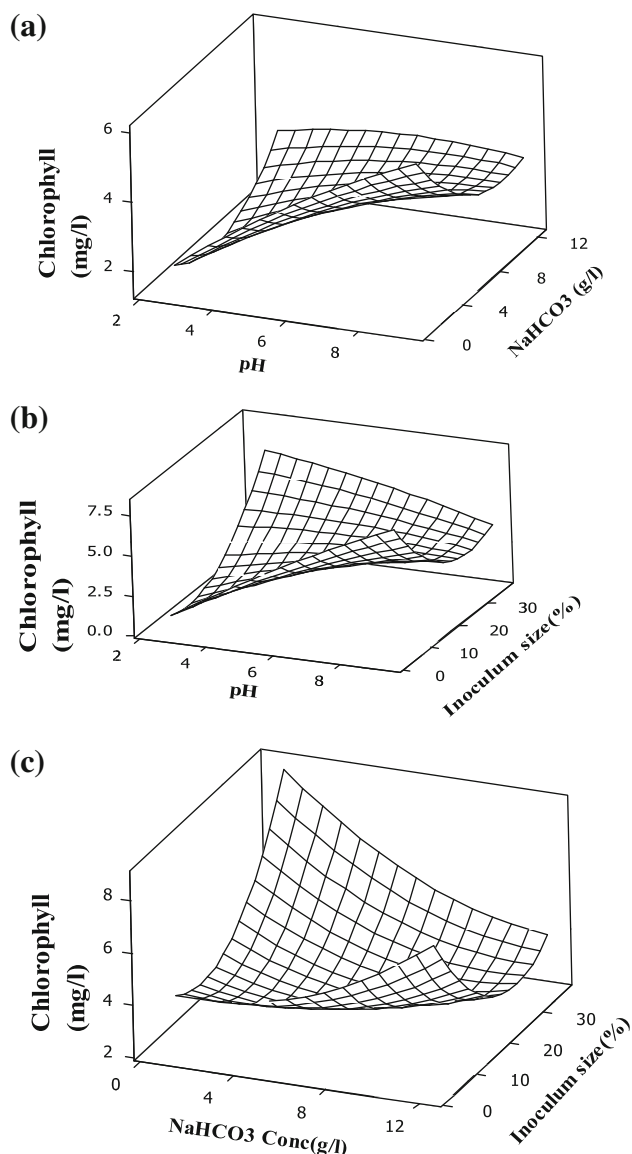 (a)
6
4
2
Chlorophyll
(mg/l)
2
4
6
8
pH
0
4
8
12
NaHCO3 (g/l)
(b)
7.5
5.0
2.5
0.0
Chlorophyll
(mg/l)
2
4
6
8
pH
0
10
20
30
Inoculum size(%)
(c)
8
6
4
2
Chlorophyll
(mg/l)
0
4
8
12
NaHCO3 Conc(g/l)
0
10
20
30
Inoculum size(%)